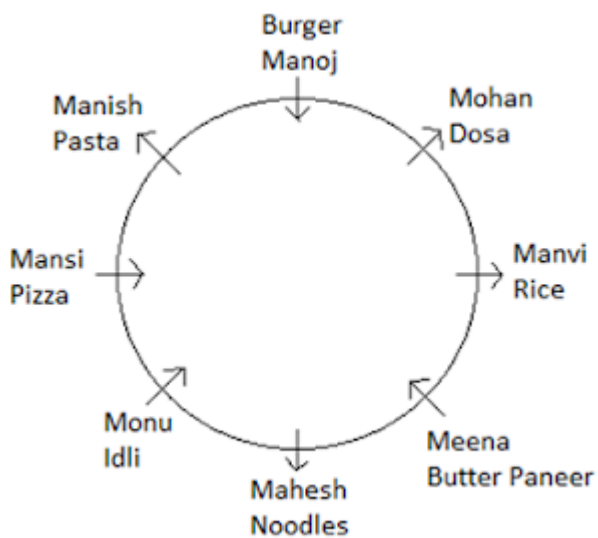 Burger
Manoj
Manish
Pasta
Mohan
Dosa
Mansi
Pizza
Manvi
Rice
Monu
Idli
Meena
Butter Paneer
Mahesh
Noodles